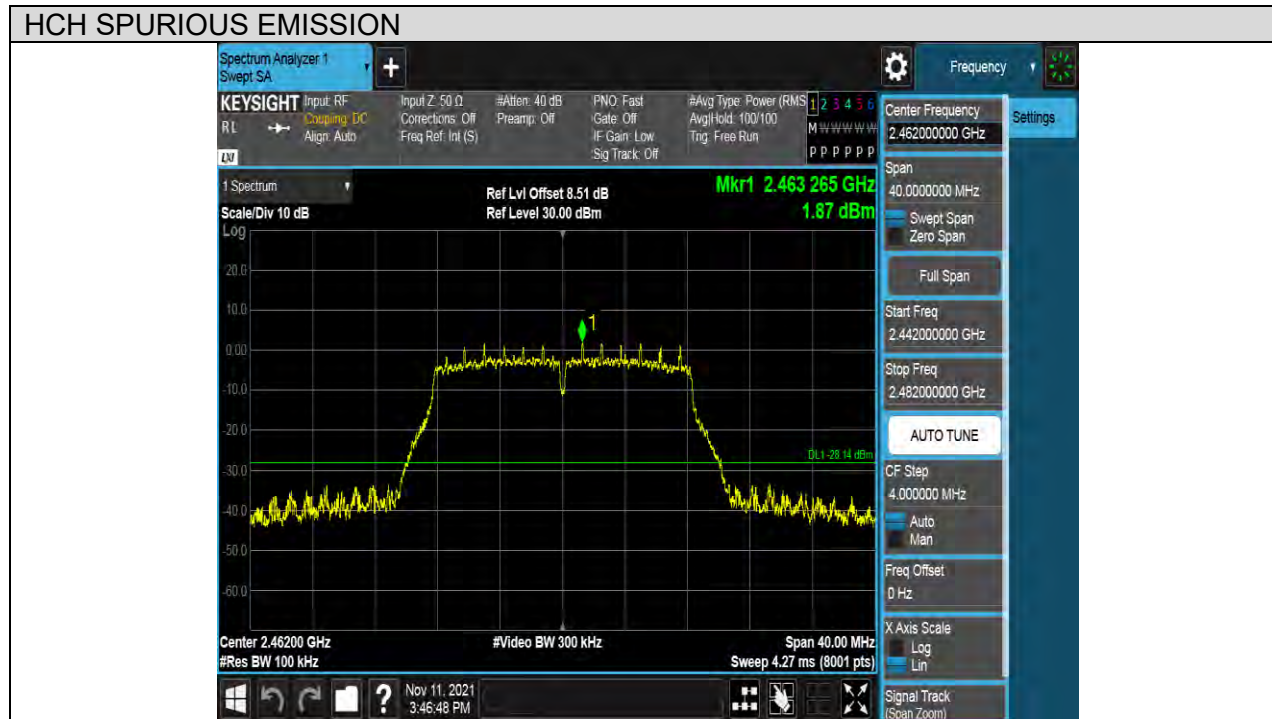 HCH SPURIOUS EMISSION
Spectrum Analyzer 1
Swept SA
+
Frequency
KEYSIGHT
RL
LXI
Input: RF
Coupling: DC
Align: Auto
Input Z: 50 Ω
Corrections: Off
Freq Ref: Int (S)
#Atten: 40 dB
Preamp: Off
PNO: Fast
Gate: Off
IF Gain: Low
Sig Track: Off
#Avg Type: Power (RMS
Avg|Hold: 100/100
Trig: Free Run
1 2 3 4 5 6
M W W W W W
P P P P P P
1 Spectrum
Scale/Div 10 dB
Log
Ref Lvl Offset 8.51 dB
Ref Level 30.00 dBm
Mkr1 2.463 265 GHz
1.87 dBm
20.0
10.0
0.00
-10.0
-20.0
-30.0
-40.0
-50.0
-60.0
1
DL1 -28.14 dBm
Center 2.46200 GHz
#Res BW 100 kHz
#Video BW 300 kHz
Span 40.00 MHz
Sweep 4.27 ms (8001 pts)
?
Nov 11, 2021
3:46:48 PM
Center Frequency
2.462000000 GHz
Span
40.0000000 MHz
Swept Span
Zero Span
Full Span
Start Freq
2.442000000 GHz
Stop Freq
2.482000000 GHz
AUTO TUNE
CF Step
4.000000 MHz
Auto
Man
Freq Offset
0 Hz
X Axis Scale
Log
Lin
Signal Track
(Span Zoom)
Settings